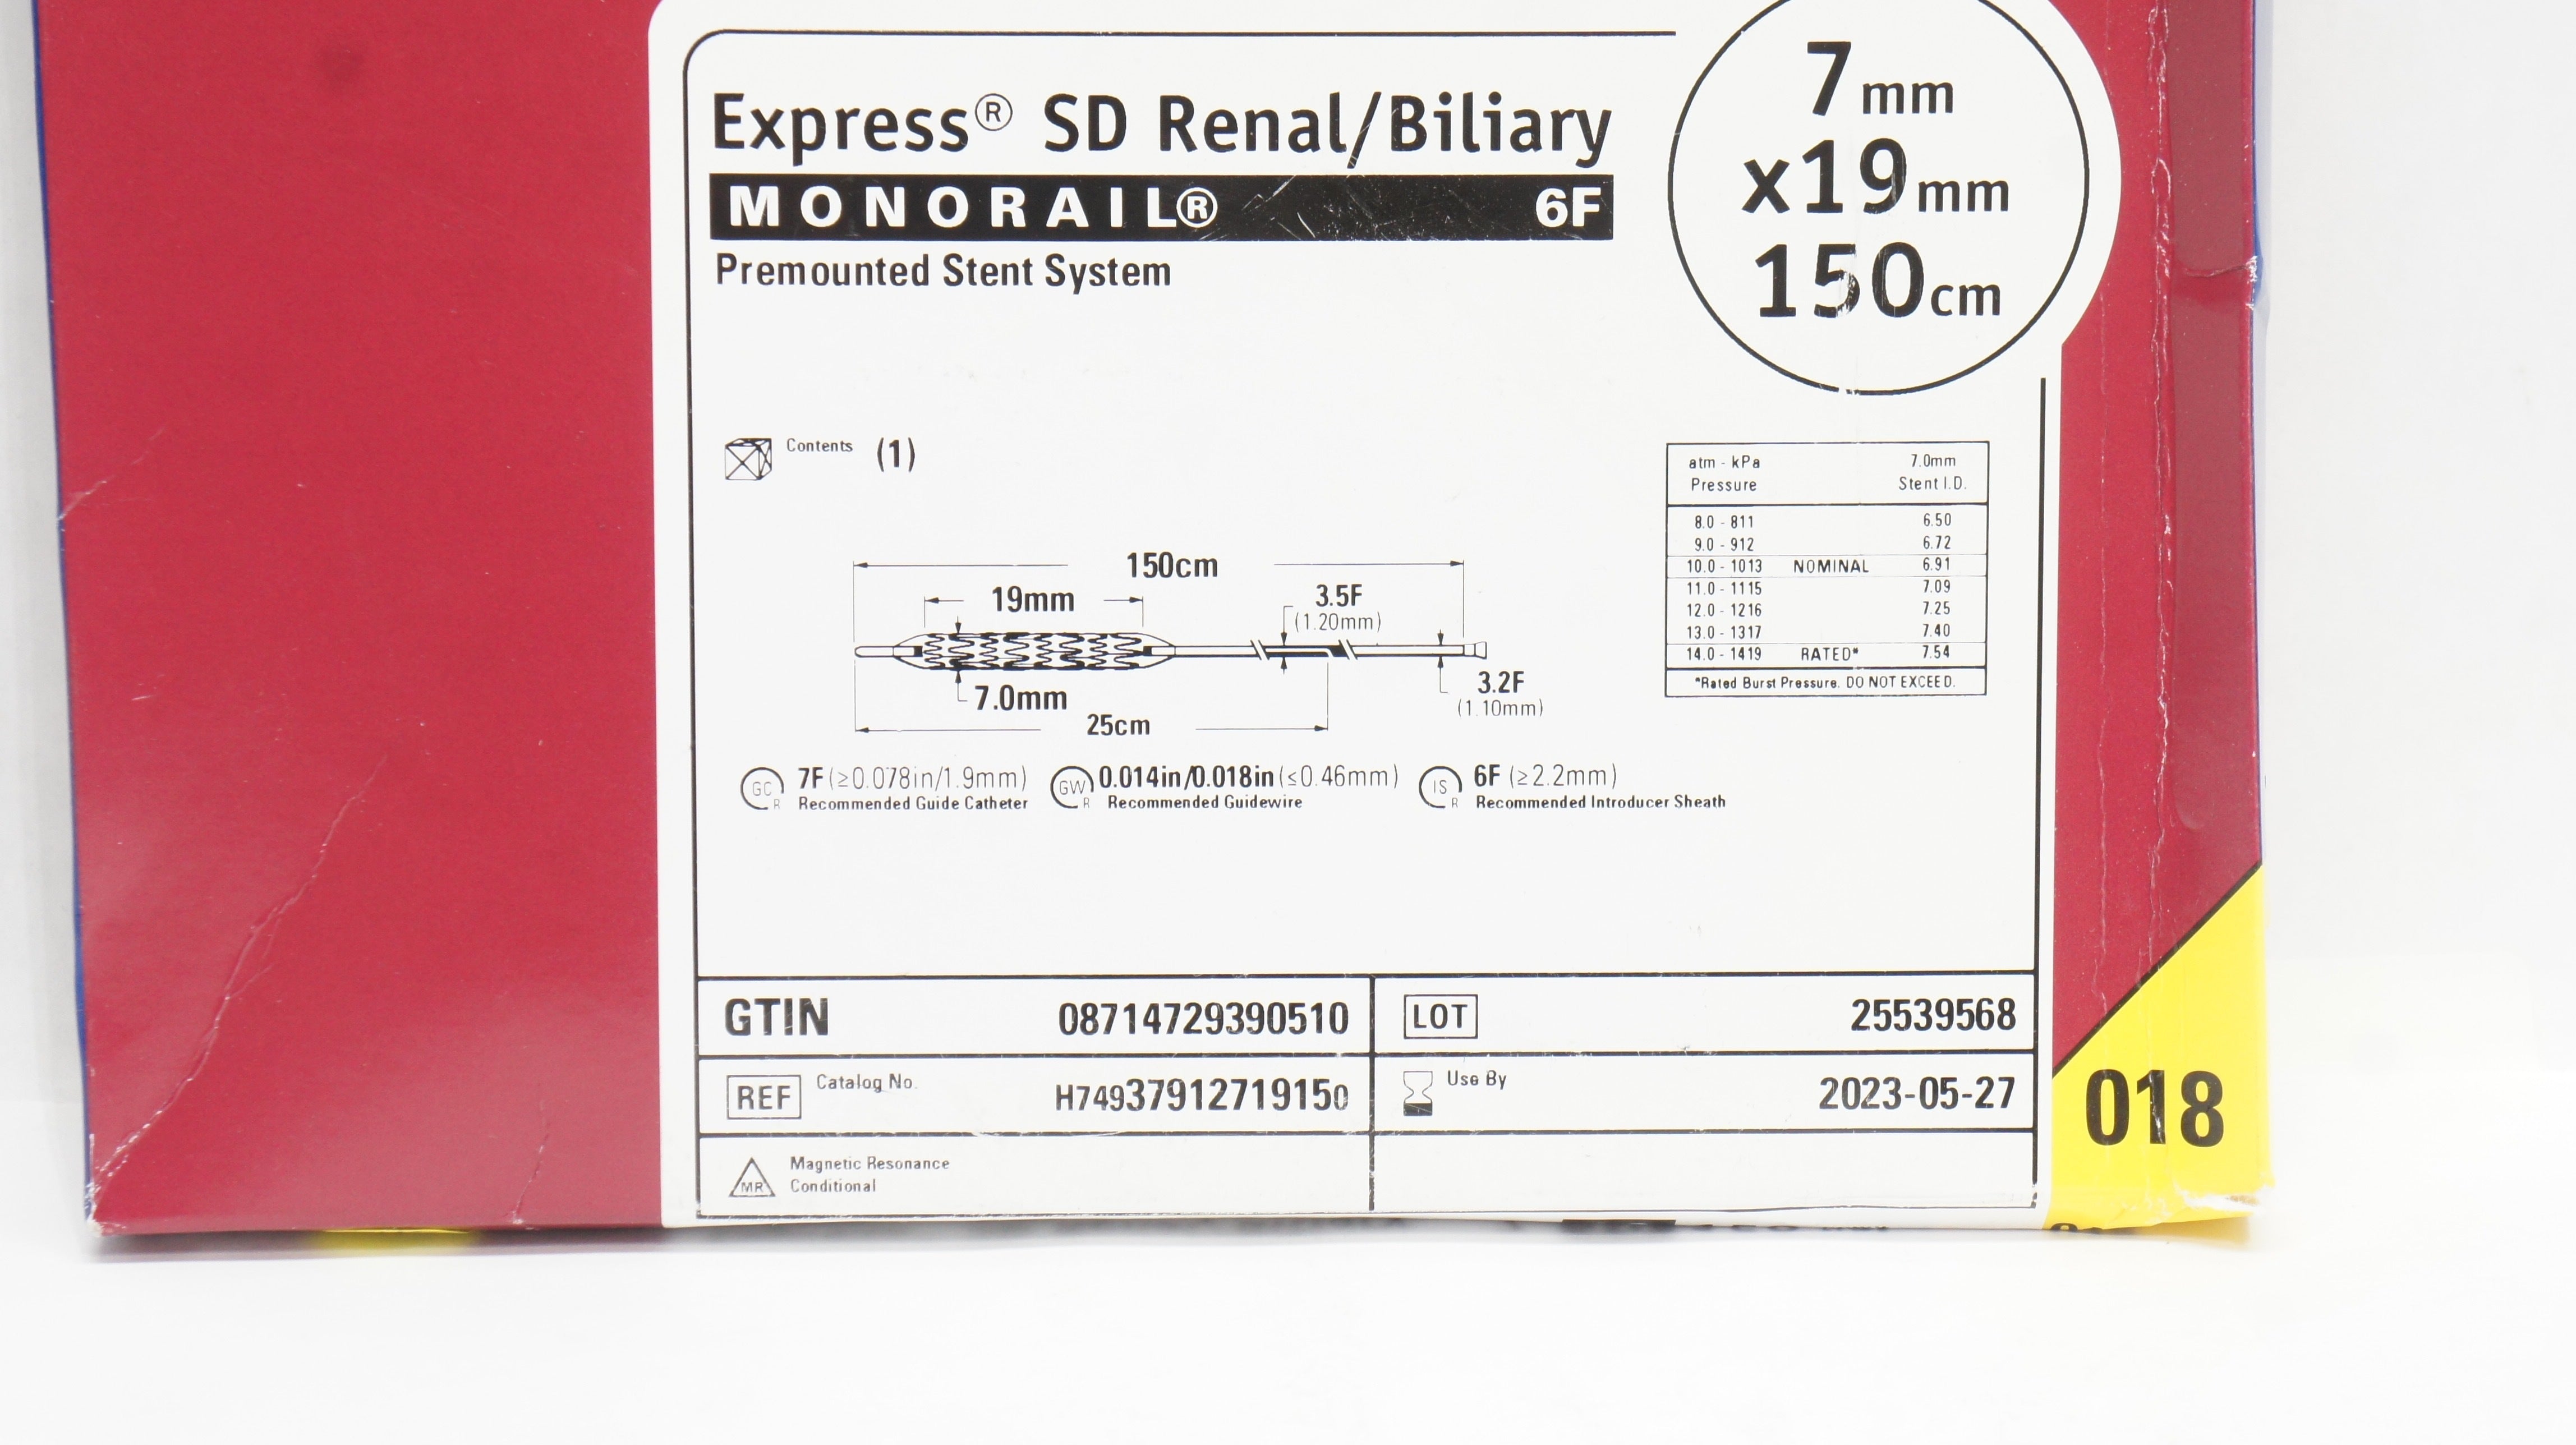 Express® SD Renal/Biliary
MONORAIL® 6F
Premounted Stent System
7 mm
x19 mm
150 cm
Contents (1)
atm - kPa 7.0mm
Pressure Stent I.D.
8.0 - 811 6.50
9.0 - 912 6.72
10.0 - 1013 NOMINAL 6.91
11.0 - 1115 7.09
12.0 - 1216 7.25
13.0 - 1317 7.40
14.0 - 1419 RATED* 7.54
*Rated Burst Pressure. DO NOT EXCEED.
150cm
19mm
3.5F
(1.20mm)
7.0mm
3.2F
(1.10mm)
25cm
GC R 7F (≥0.078in/1.9mm)
Recommended Guide Catheter
GW R 0.014in/0.018in (≤0.46mm)
Recommended Guidewire
IS R 6F (≥2.2mm)
Recommended Introducer Sheath
GTIN 08714729390510
LOT 25539568
REF Catalog No. H74937912719150
Use By 2023-05-27
MR Magnetic Resonance
Conditional
018